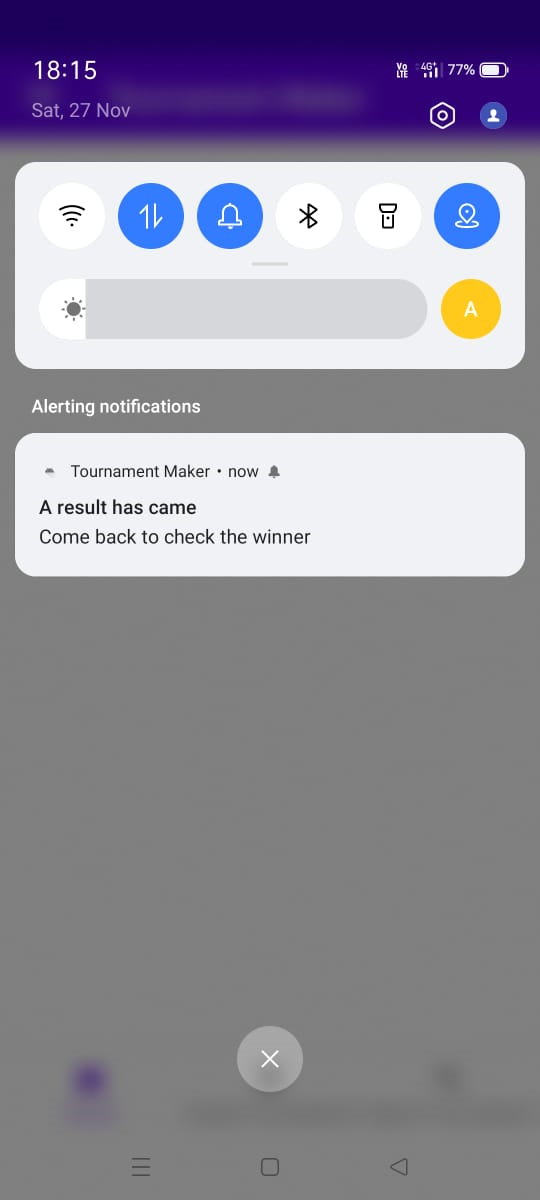 18:15
Vo LTE 4G+ 77%
Sat, 27 Nov
A
Alerting notifications
Tournament Maker • now
A result has came
Come back to check the winner